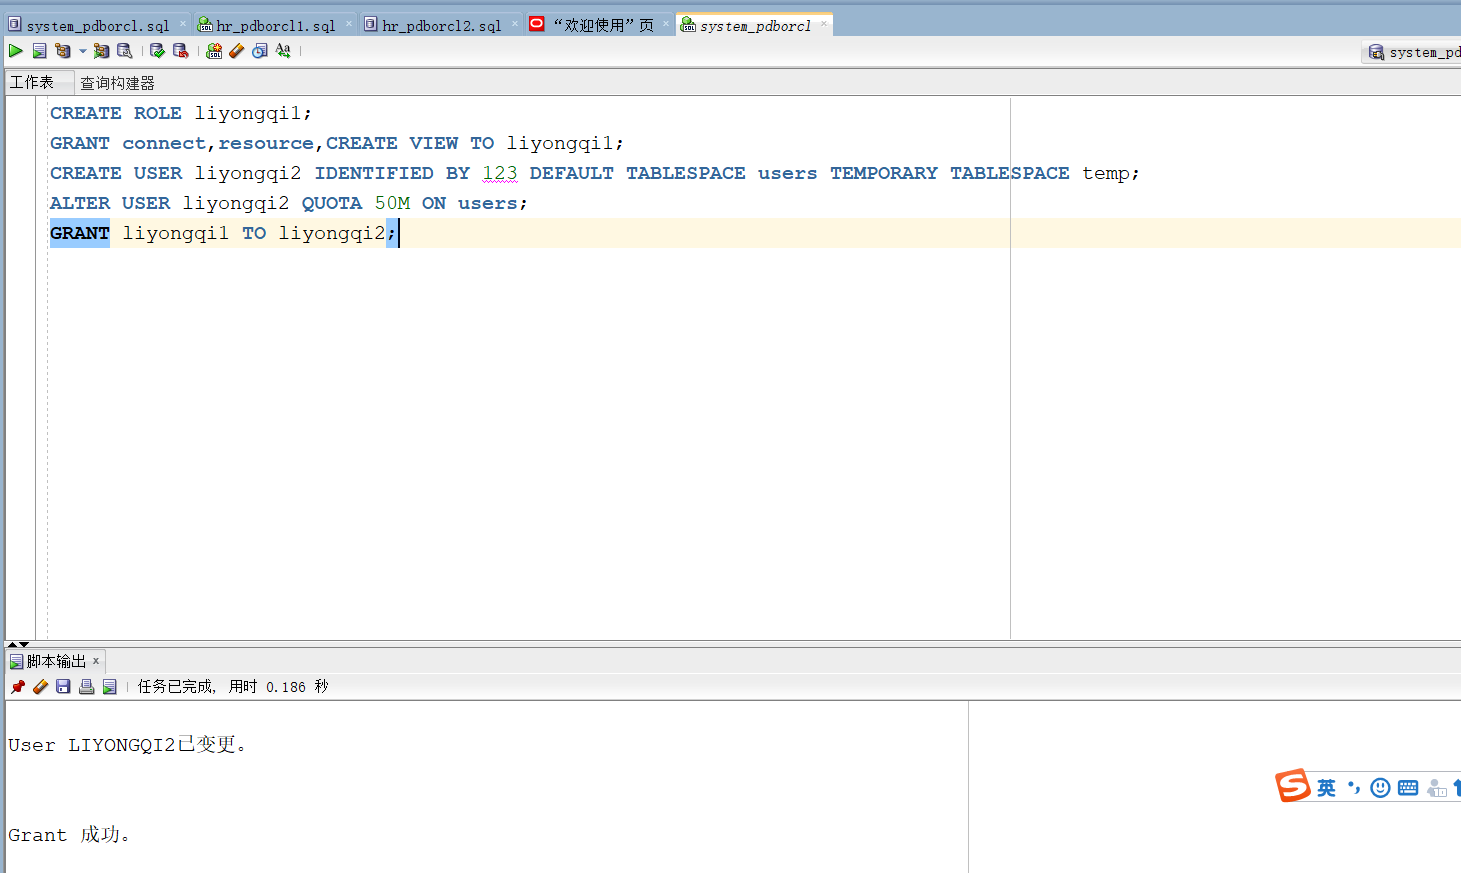 system_pdborcl.sql hr_pdborcl1.sql hr_pdborcl2.sql “欢迎使用”页 system_pdborcl
system_pd
工作表 查询构建器
CREATE ROLE liyongqi1;
GRANT connect,resource,CREATE VIEW TO liyongqi1;
CREATE USER liyongqi2 IDENTIFIED BY 123 DEFAULT TABLESPACE users TEMPORARY TABLESPACE temp;
ALTER USER liyongqi2 QUOTA 50M ON users;
GRANT liyongqi1 TO liyongqi2;
脚本输出
任务已完成, 用时 0.186 秒
User LIYONGQI2已变更。
英
Grant 成功。